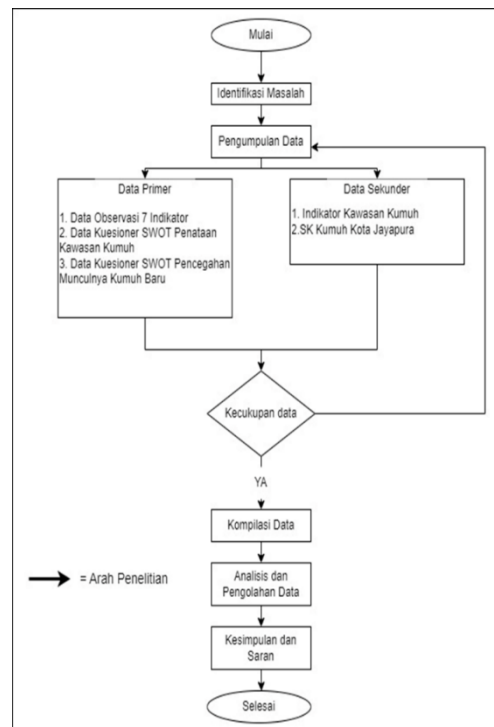 Mulai
Identifikasi Masalah
Pengumpulan Data
Data Primer
1. Data Observasi 7 Indikator
2. Data Kuesioner SWOT Penataan
Kawasan Kumuh
3. Data Kuesioner SWOT Pencegahan
Munculnya Kumuh Baru
Data Sekunder
1. Indikator Kawasan Kumuh
2.SK Kumuh Kota Jayapura
Kecukupan data
YA
Kompilasi Data
= Arah Penelitian
Analisis dan
Pengolahan Data
Kesimpulan dan
Saran
Selesai